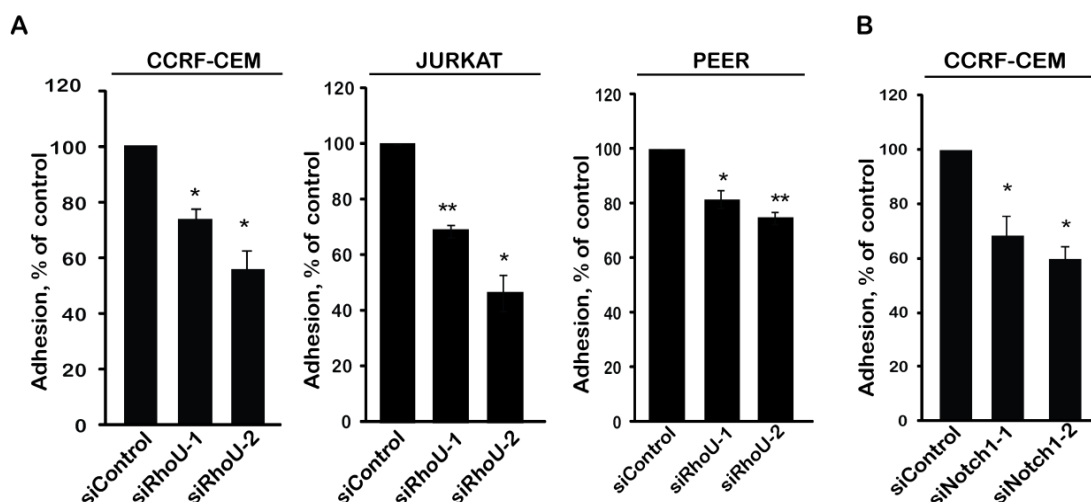 A
B
CCRF-CEM
JURKAT
PEER
CCRF-CEM
Adhesion, % of control
120
100
80
60
40
20
0
*
*
siControl
siRhoU-1
siRhoU-2
Adhesion, % of control
120
100
80
60
40
20
0
**
*
siControl
siRhoU-1
siRhoU-2
Adhesion, % of control
120
100
80
60
40
20
0
*
**
siControl
siRhoU-1
siRhoU-2
Adhesion, % of control
120
100
80
60
40
20
0
*
*
siControl
siNotch1-1
siNotch1-2